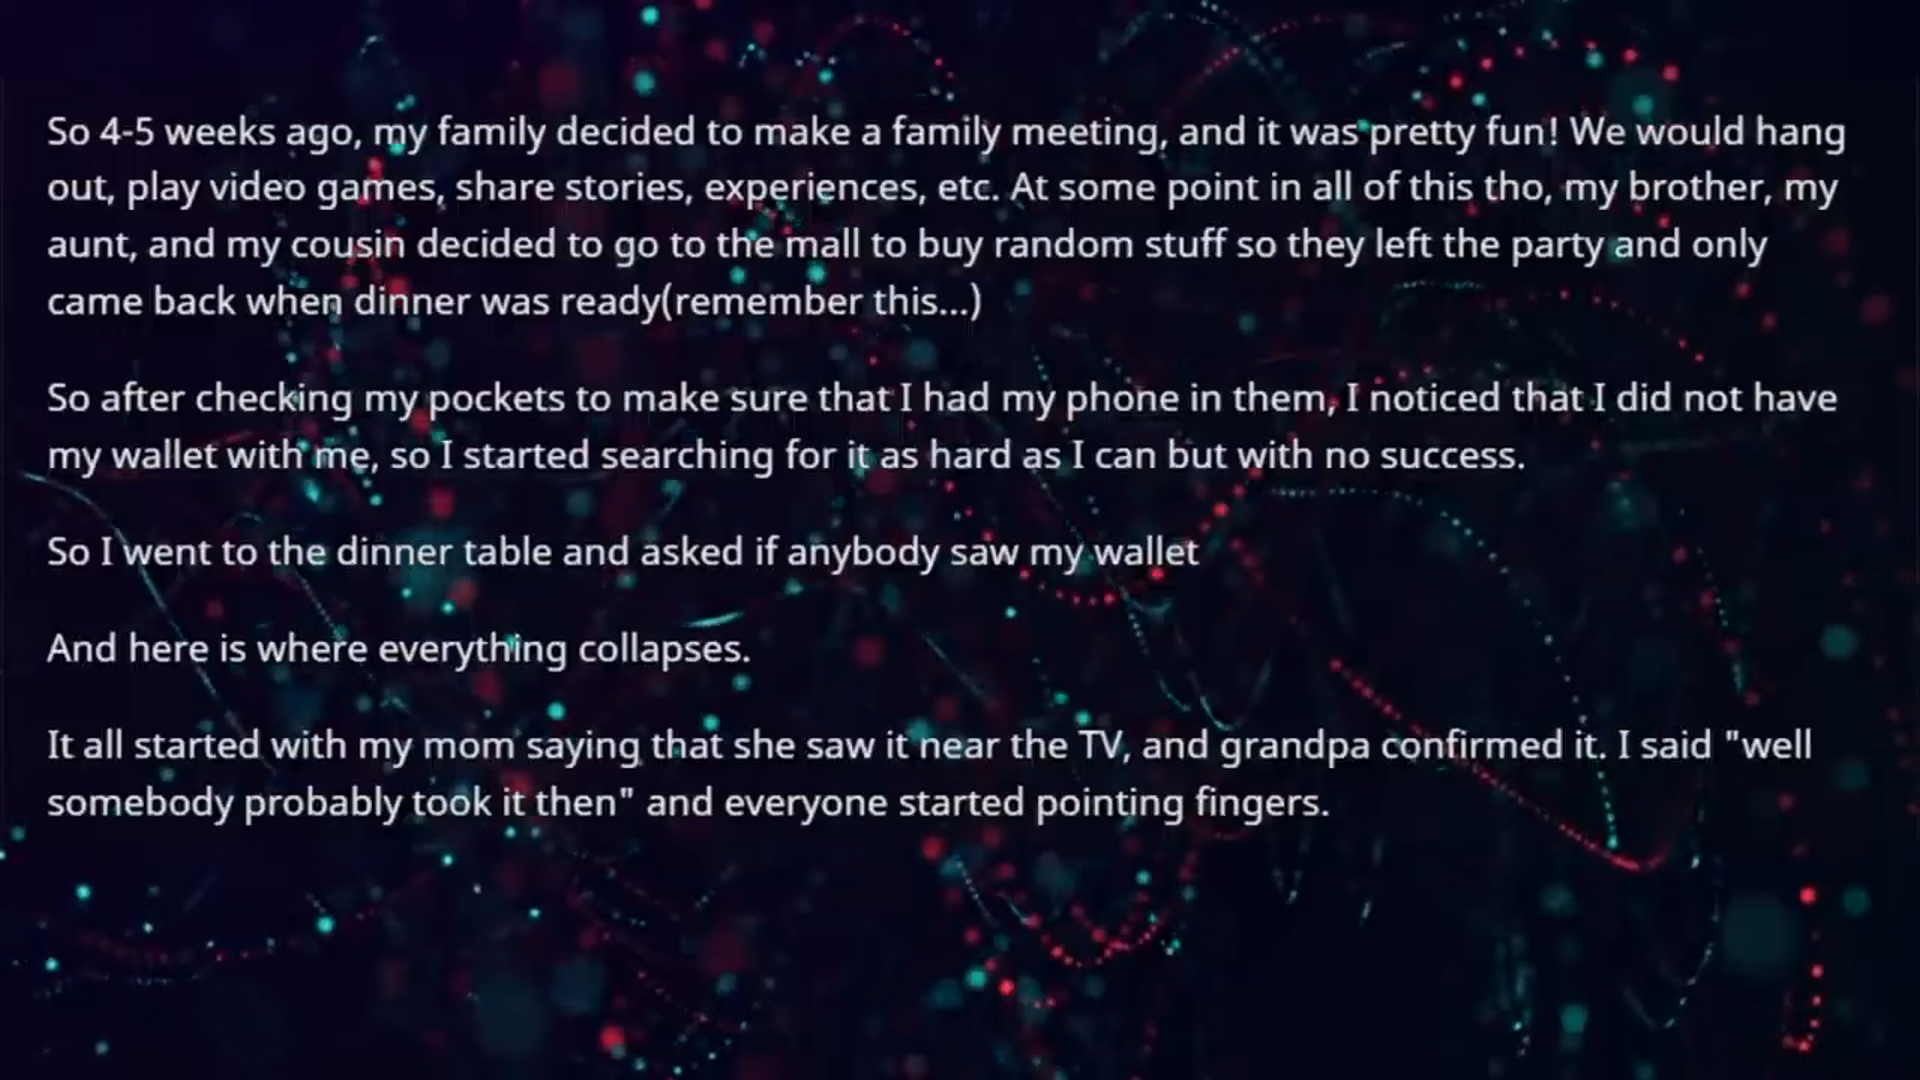 So 4-5 weeks ago, my family decided to make a family meeting, and it was pretty fun! We would hang
out, play video games, share stories, experiences, etc. At some point in all of this tho, my brother, my
aunt, and my cousin decided to go to the mall to buy random stuff so they left the party and only
came back when dinner was ready(remember this...)
So after checking my pockets to make sure that I had my phone in them, I noticed that I did not have
my wallet with me, so I started searching for it as hard as I can but with no success.
So I went to the dinner table and asked if anybody saw my wallet
And here is where everything collapses.
It all started with my mom saying that she saw it near the TV, and grandpa confirmed it. I said "well
somebody probably took it then" and everyone started pointing fingers.